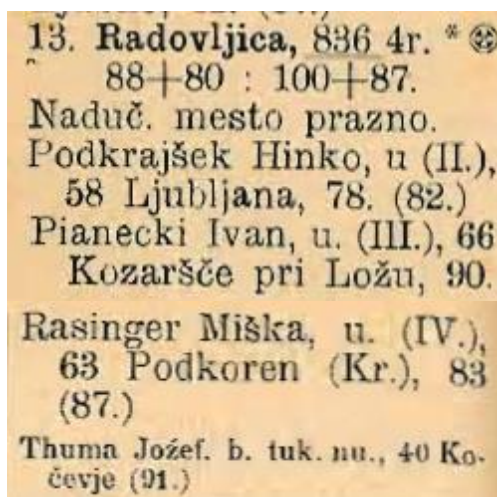 13. Radovljica, 836 4r. *
88+80 : 100+87.
Naduč. mesto prazno.
Podkrajšek Hinko, u (II.),
58 Ljubljana, 78. (82.)
Pianecki Ivan, u. (III.), 66
Kozaršče pri Ložu, 90.
Rasinger Miška, u. (IV.),
63 Podkoren (Kr.), 83
(87.)
Thuma Jožef. b. tuk. nu., 40 Ko-
čevje (91.)